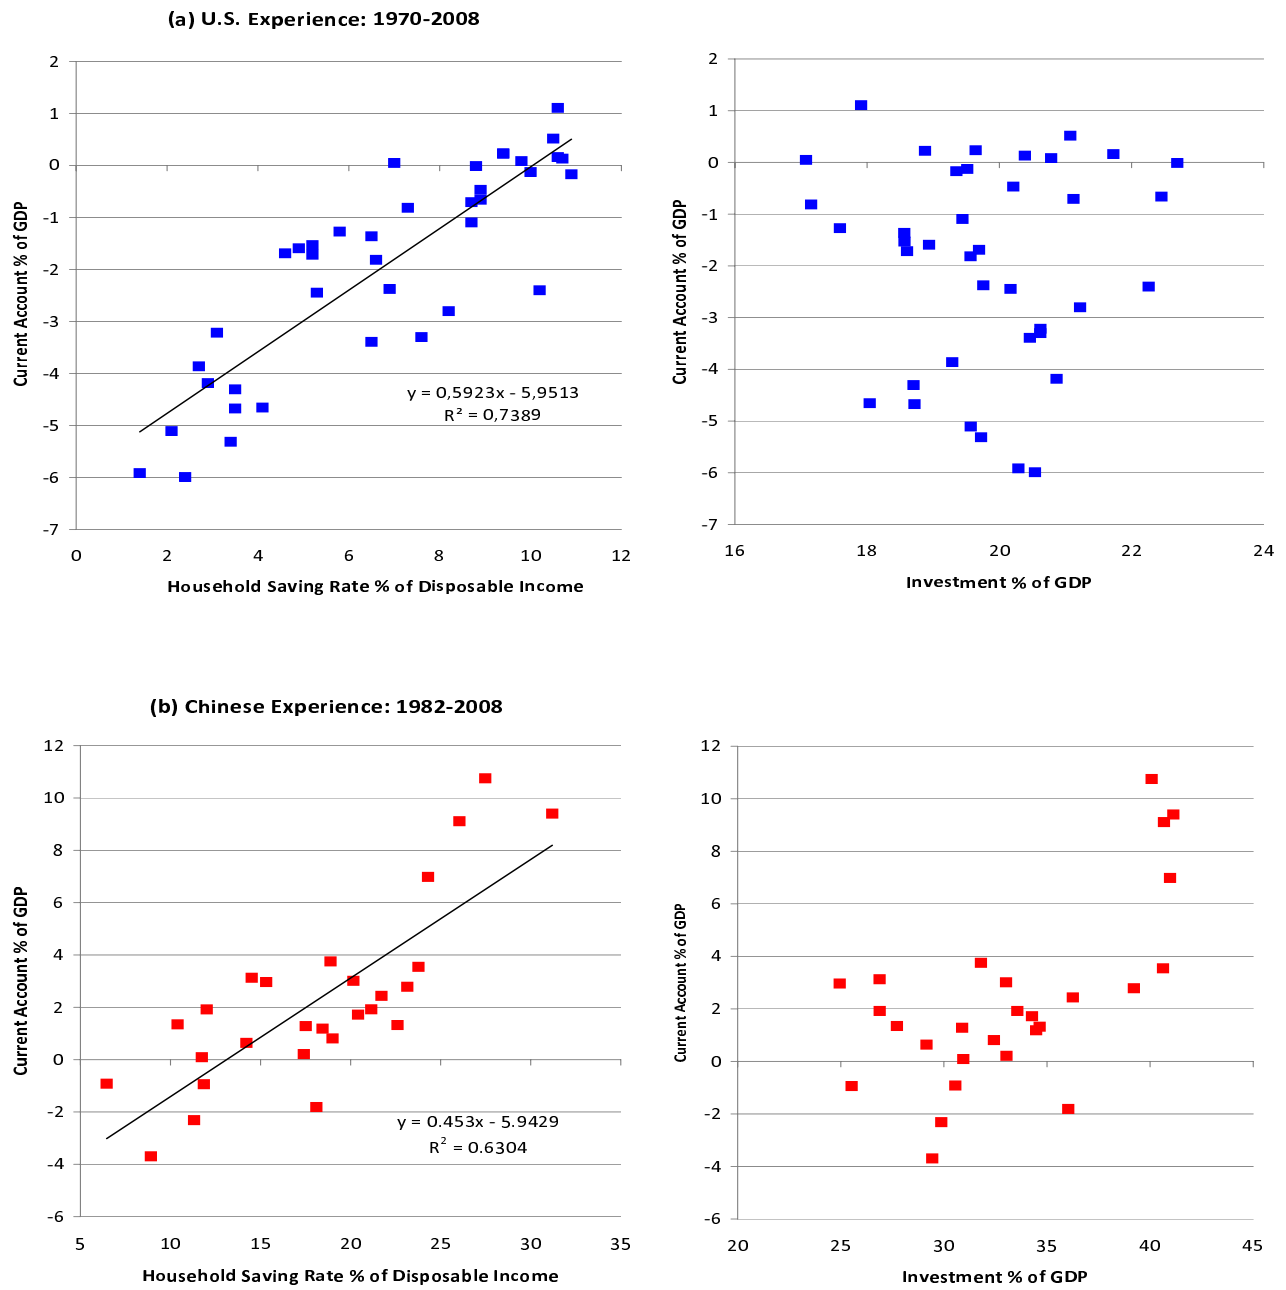 (a) U.S. Experience: 1970-2008
2
1
0
-1
-2
-3
-4
-5
-6
-7
Current Account % of GDP
y = 0,5923x - 5,9513
R² = 0,7389
0 2 4 6 8 10 12
Household Saving Rate % of Disposable Income
2
1
0
-1
-2
-3
-4
-5
-6
-7
Current Account % of GDP
16 18 20 22 24
Investment % of GDP
(b) Chinese Experience: 1982-2008
12
10
8
6
4
2
0
-2
-4
-6
Current Account % of GDP
y = 0.453x - 5.9429
R² = 0.6304
5 10 15 20 25 30 35
Household Saving Rate % of Disposable Income
12
10
8
6
4
2
0
-2
-4
-6
Current Account % of GDP
20 25 30 35 40 45
Investment % of GDP